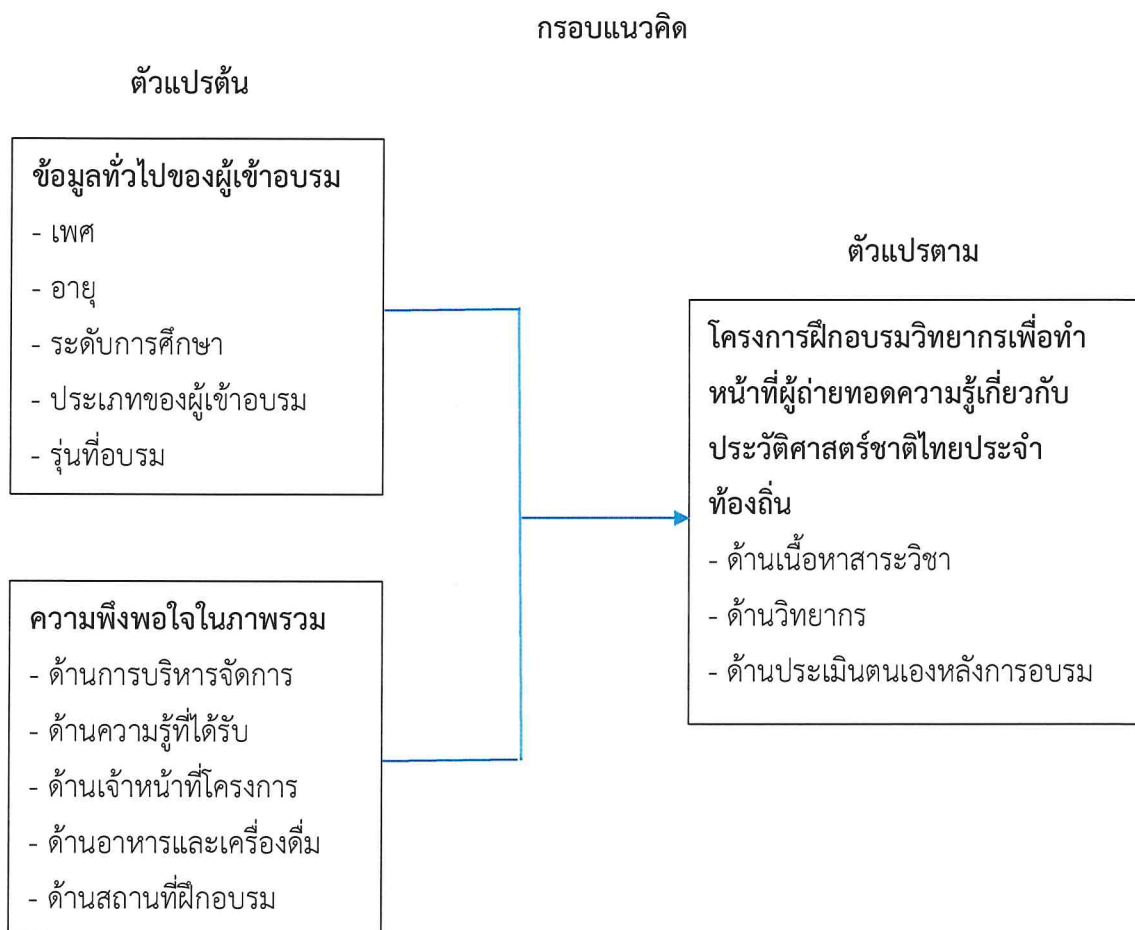 กรอบแนวคิด
ตัวแปรต้น
ข้อมูลทั่วไปของผู้เข้าอบรม
- เพศ
- อายุ
- ระดับการศึกษา
- ประเภทของผู้เข้าอบรม
- รุ่นที่อบรม
ความพึงพอใจในภาพรวม
- ด้านการบริหารจัดการ
- ด้านความรู้ที่ได้รับ
- ด้านเจ้าหน้าที่โครงการ
- ด้านอาหารและเครื่องดื่ม
- ด้านสถานที่ฝึกอบรม
ตัวแปรตาม
โครงการฝึกอบรมวิทยากรเพื่อทำ
หน้าที่ผู้ถ่ายทอดความรู้เกี่ยวกับ
ประวัติศาสตร์ชาติไทยประจำ
ท้องถิ่น
- ด้านเนื้อหาสาระวิชา
- ด้านวิทยากร
- ด้านประเมินตนเองหลังการอบรม